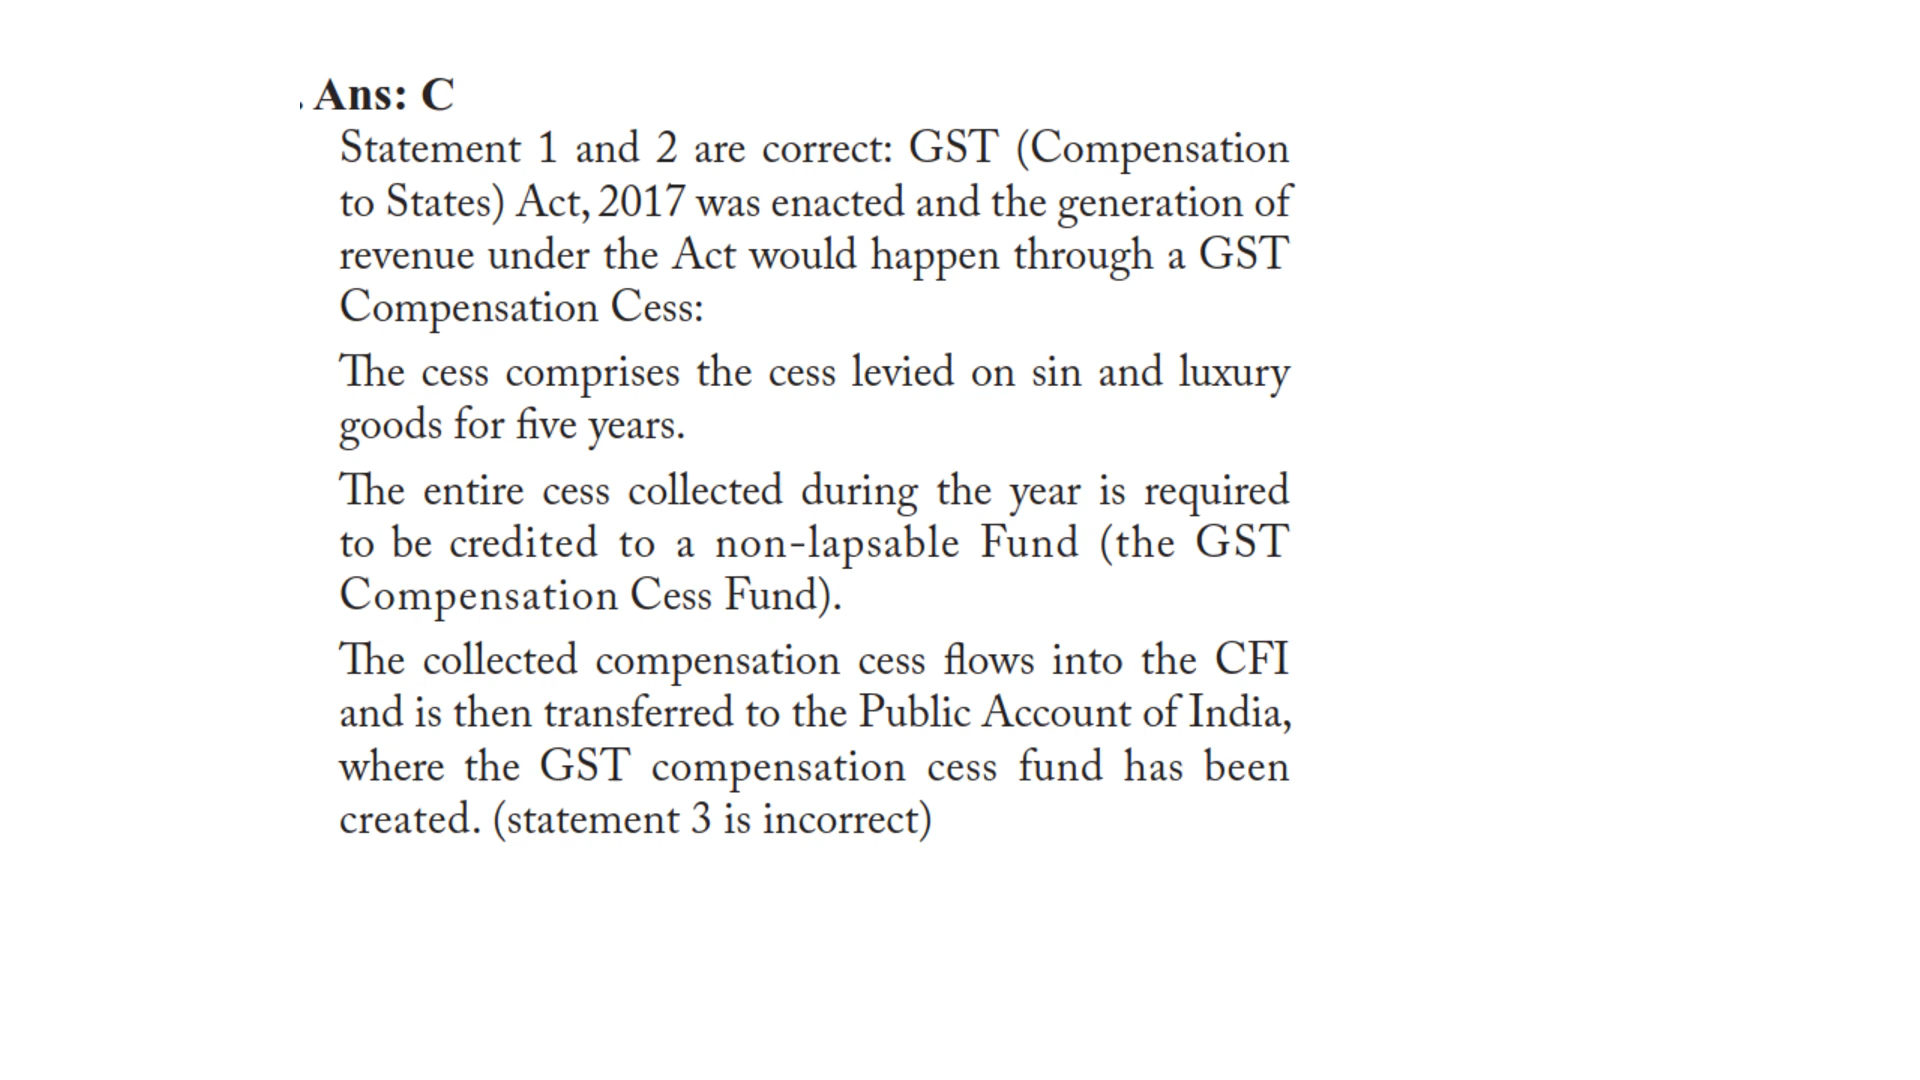 . Ans: C
Statement 1 and 2 are correct: GST (Compensation
to States) Act, 2017 was enacted and the generation of
revenue under the Act would happen through a GST
Compensation Cess:
The cess comprises the cess levied on sin and luxury
goods for five years.
The entire cess collected during the year is required
to be credited to a non-lapsable Fund (the GST
Compensation Cess Fund).
The collected compensation cess flows into the CFI
and is then transferred to the Public Account of India,
where the GST compensation cess fund has been
created. (statement 3 is incorrect)